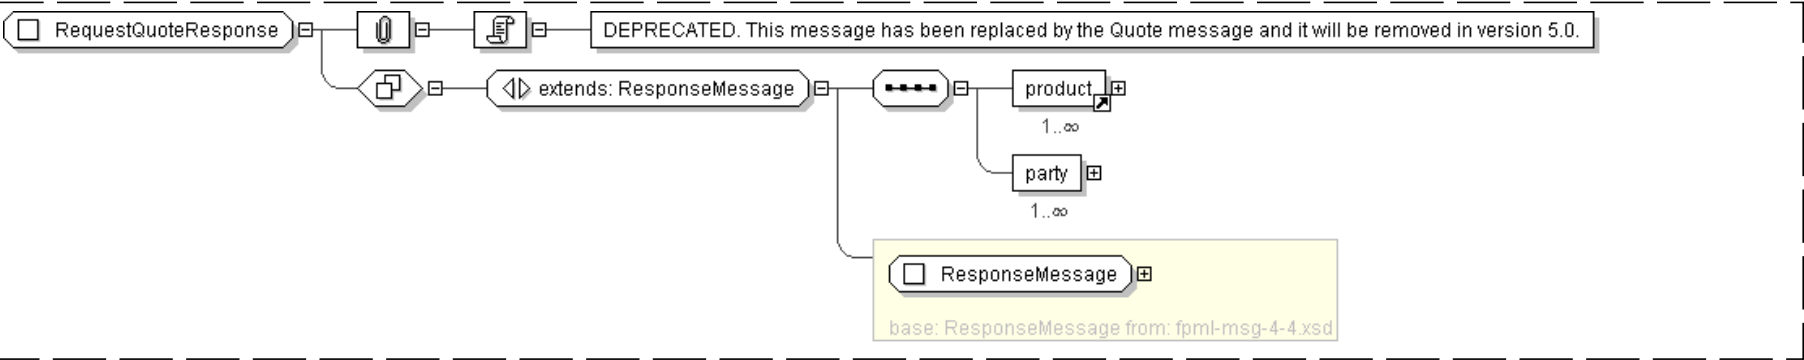 RequestQuoteResponse
DEPRECATED. This message has been replaced by the Quote message and it will be removed in version 5.0.
extends: ResponseMessage
product
1..∞
party
1..∞
ResponseMessage
base: ResponseMessage from: fpml-msg-4-4.xsd